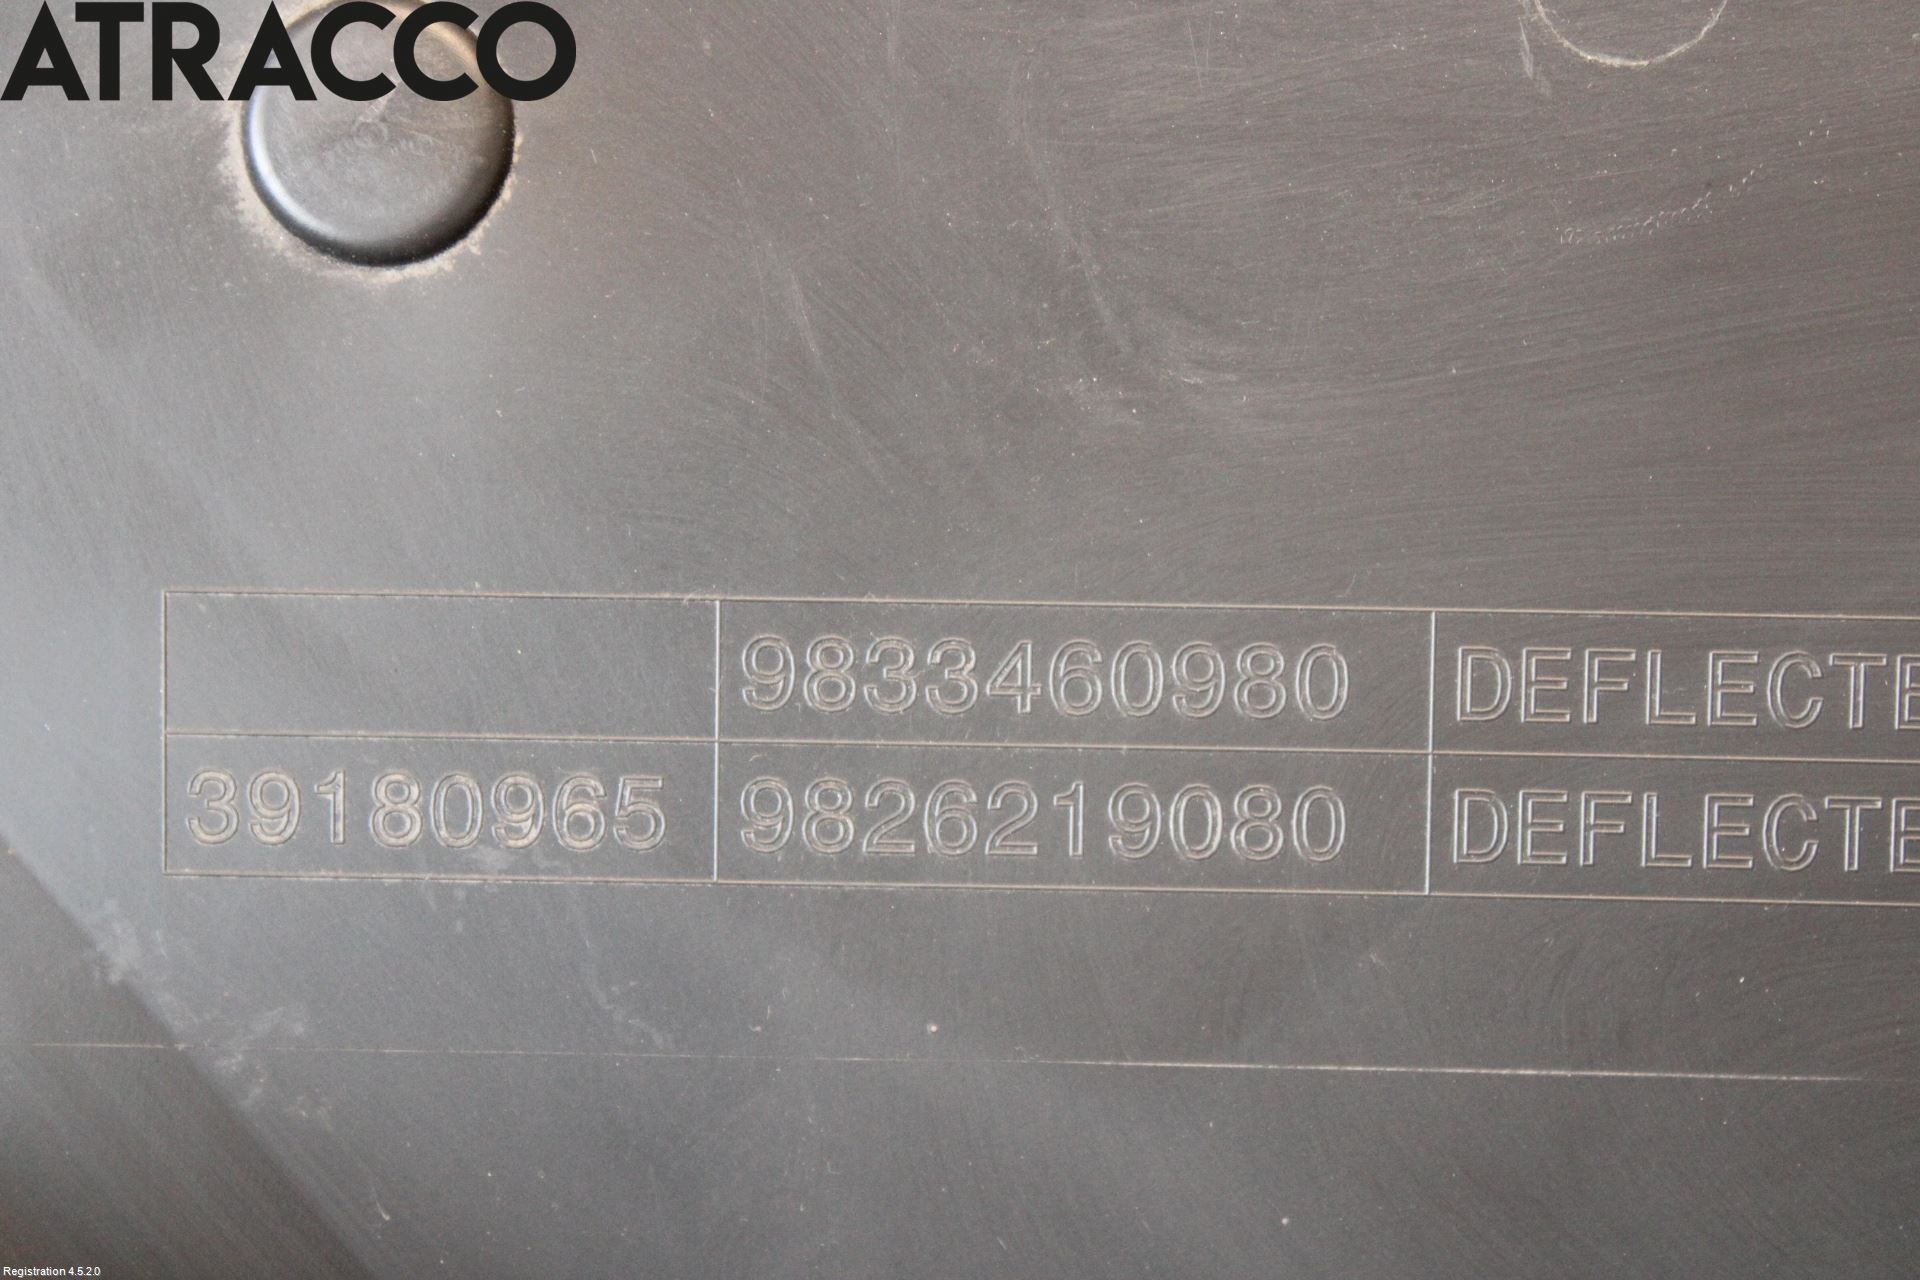 ATRACCO
9833460980 DEFLECTE
39180965 9826219080 DEFLECTE
Registration 4.5.2.0